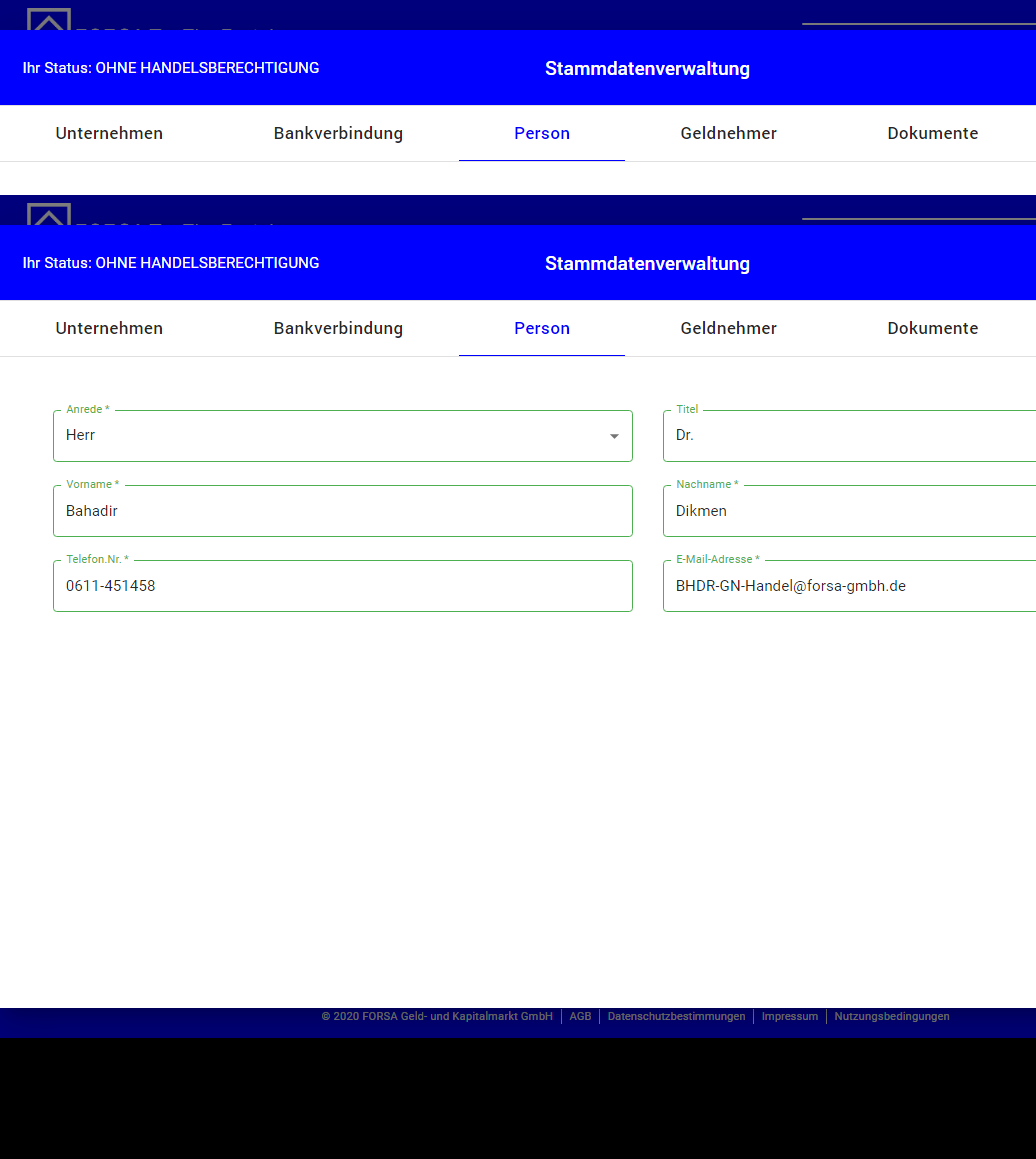 Ihr Status: OHNE HANDELSBERECHTIGUNG Stammdatenverwaltung
Unternehmen Bankverbindung Person Geldnehmer Dokumente
Ihr Status: OHNE HANDELSBERECHTIGUNG Stammdatenverwaltung
Unternehmen Bankverbindung Person Geldnehmer Dokumente
Anrede * Titel
Herr Dr.
Vorname * Nachname *
Bahadir Dikmen
Telefon.Nr. * E-Mail-Adresse *
0611-451458 BHDR-GN-Handel@forsa-gmbh.de
© 2020 FORSA Geld- und Kapitalmarkt GmbH | AGB | Datenschutzbestimmungen | Impressum | Nutzungsbedingungen